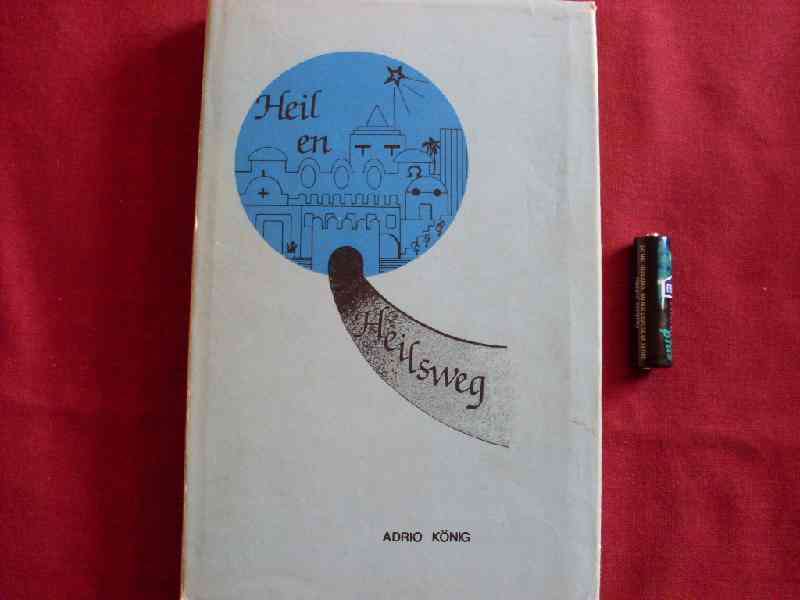 Heil
en
Heilsweg
ADRIO KÖNIG